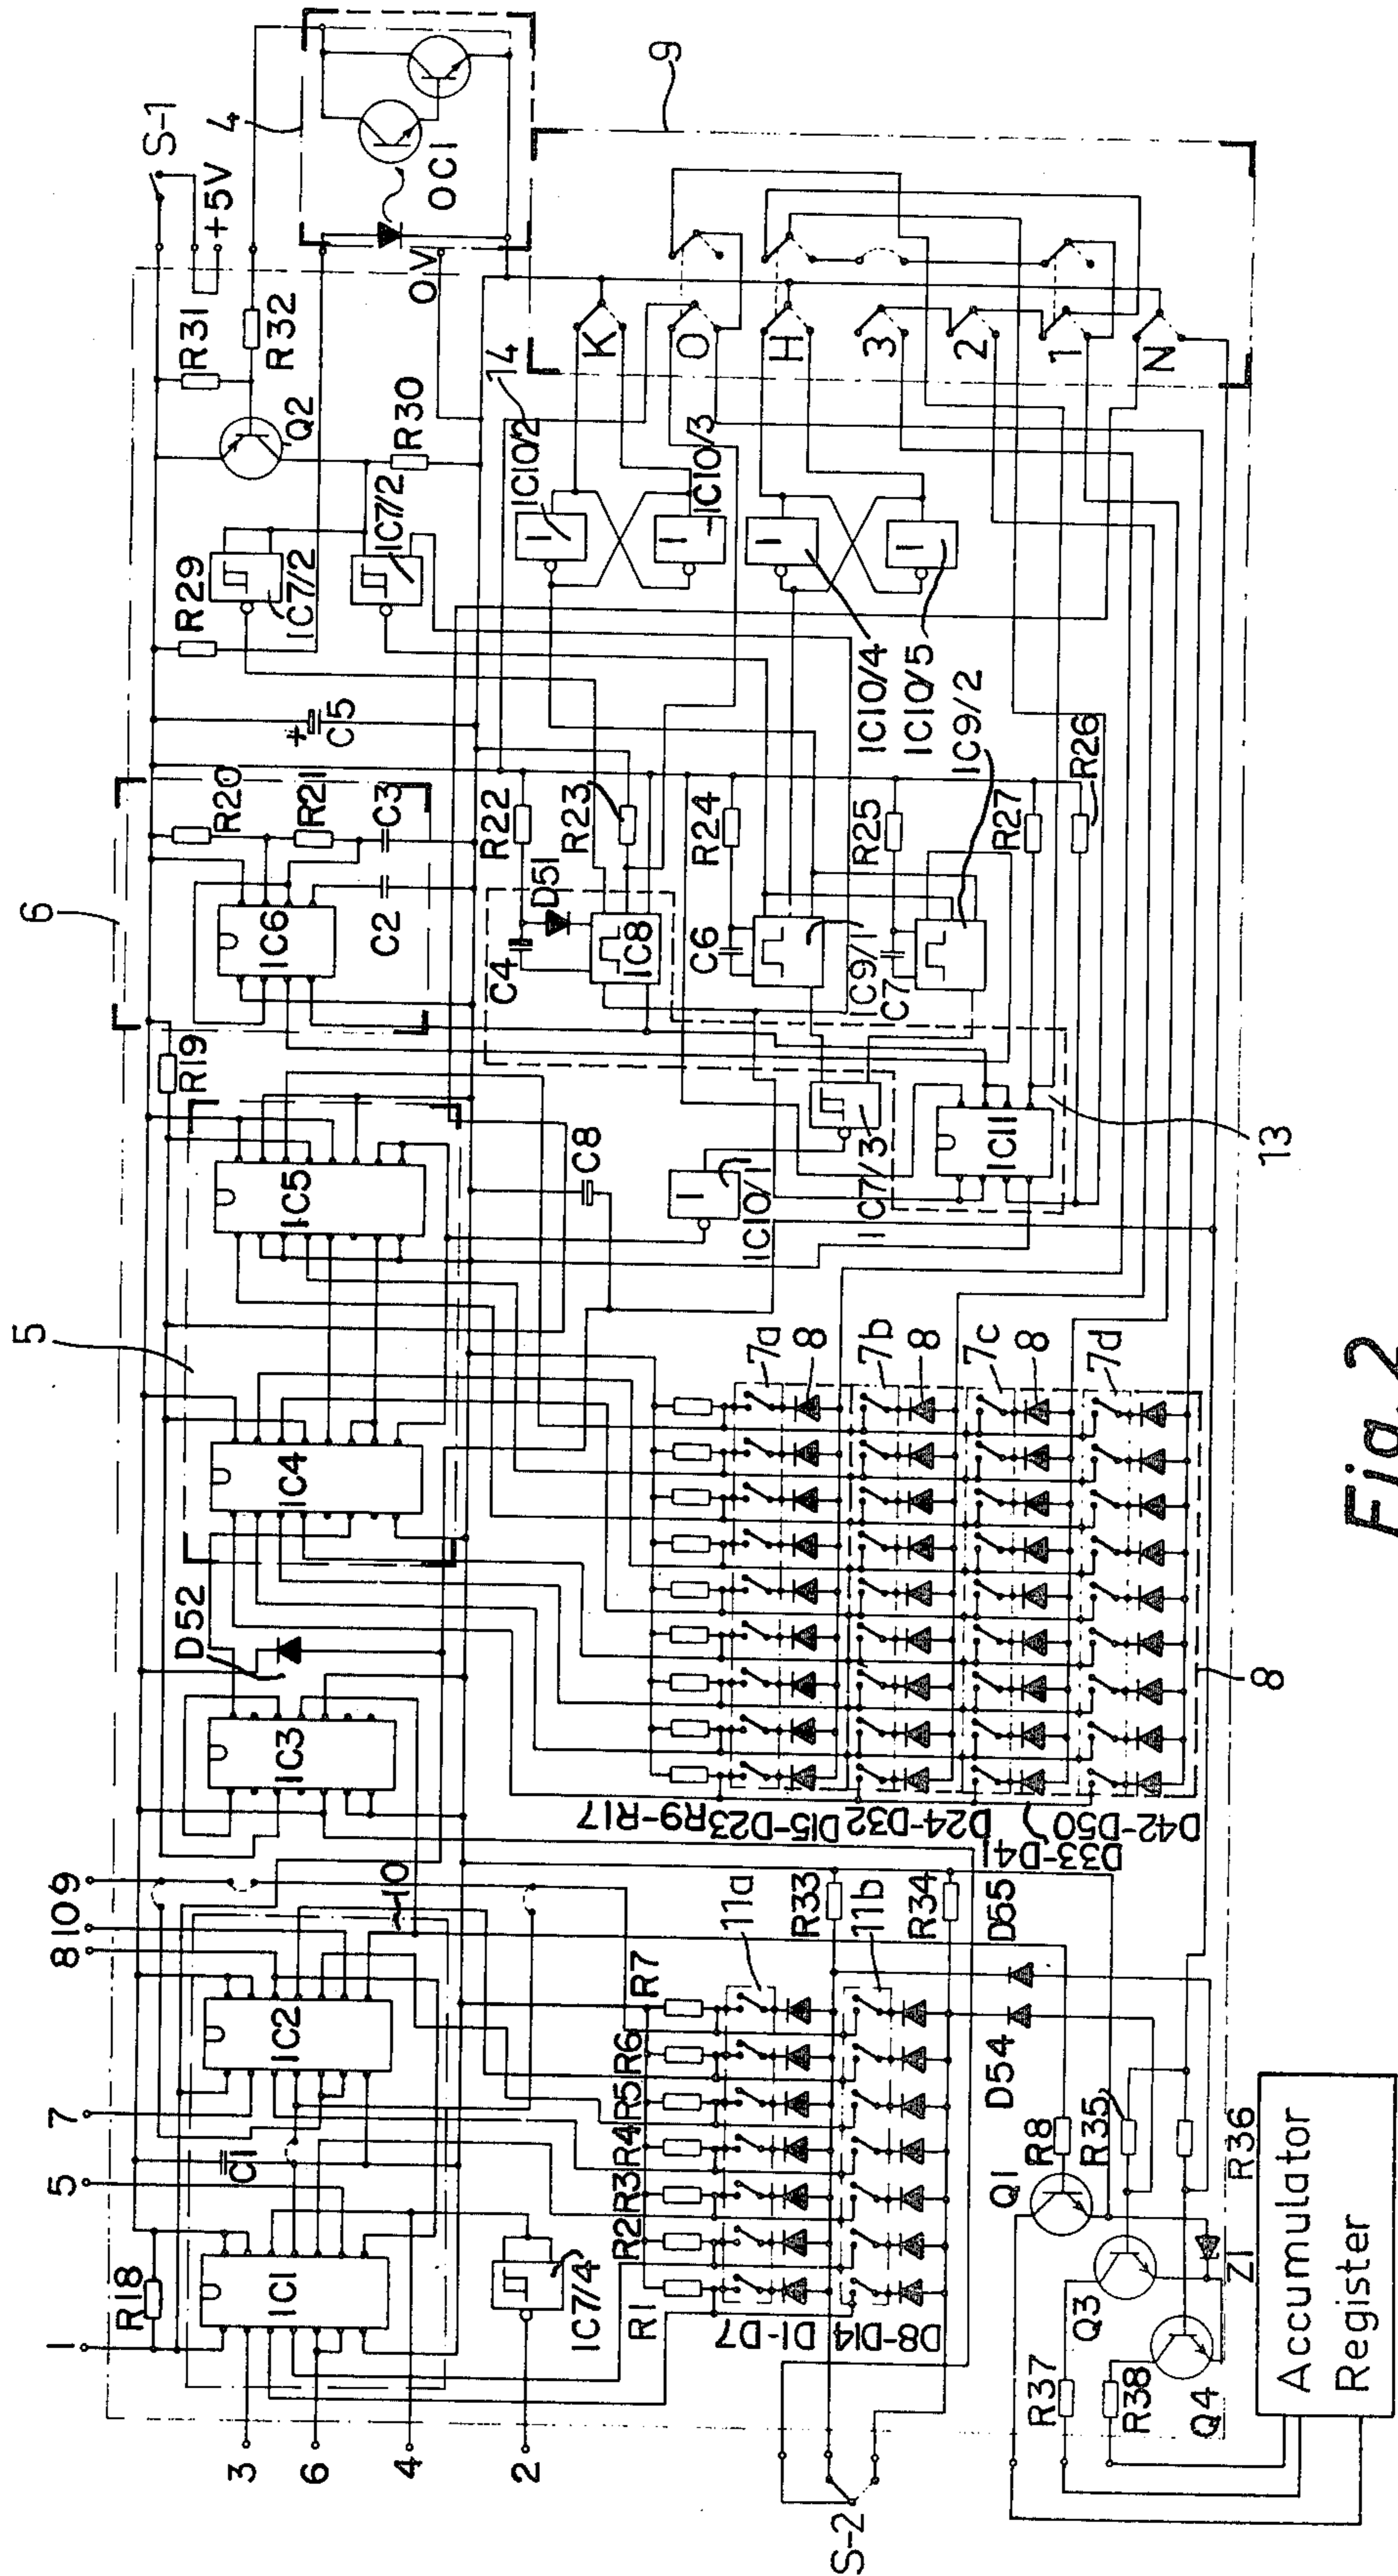 1
5
7
8
10
9
5
6
S-1
+5V
4
R18
C1
10
D52
R19
R20
R21
C3
C2
C5
+
R29
R31
Q2
R32
OC1
0V
IC1
IC2
IC3
IC4
IC5
IC6
IC7/2
IC7/2
R30
14
9
3
6
4
2
IC7/4
C8
C4
D51
R22
R23
IC8
IC10/2
IC10/3
K
O
H
3
2
1
N
R1
R2
R3
R4
R5
R6
R7
11a
11b
R33
R34
D1-D7
D8-D14
R9-R17
D15-D23
D24-D32
D33-D41
D42-D50
7a
8
7b
8
7c
8
7d
8
IC10/1
IC7/3
IC11
13
C6
R24
IC9/1
C7
R25
IC9/2
R27
R26
IC10/4
IC10/5
S-2
D54
D55
Q1
R8
R35
R36
Q3
Z1
Q4
R37
R38
Accumulator
Register
Fig. 2